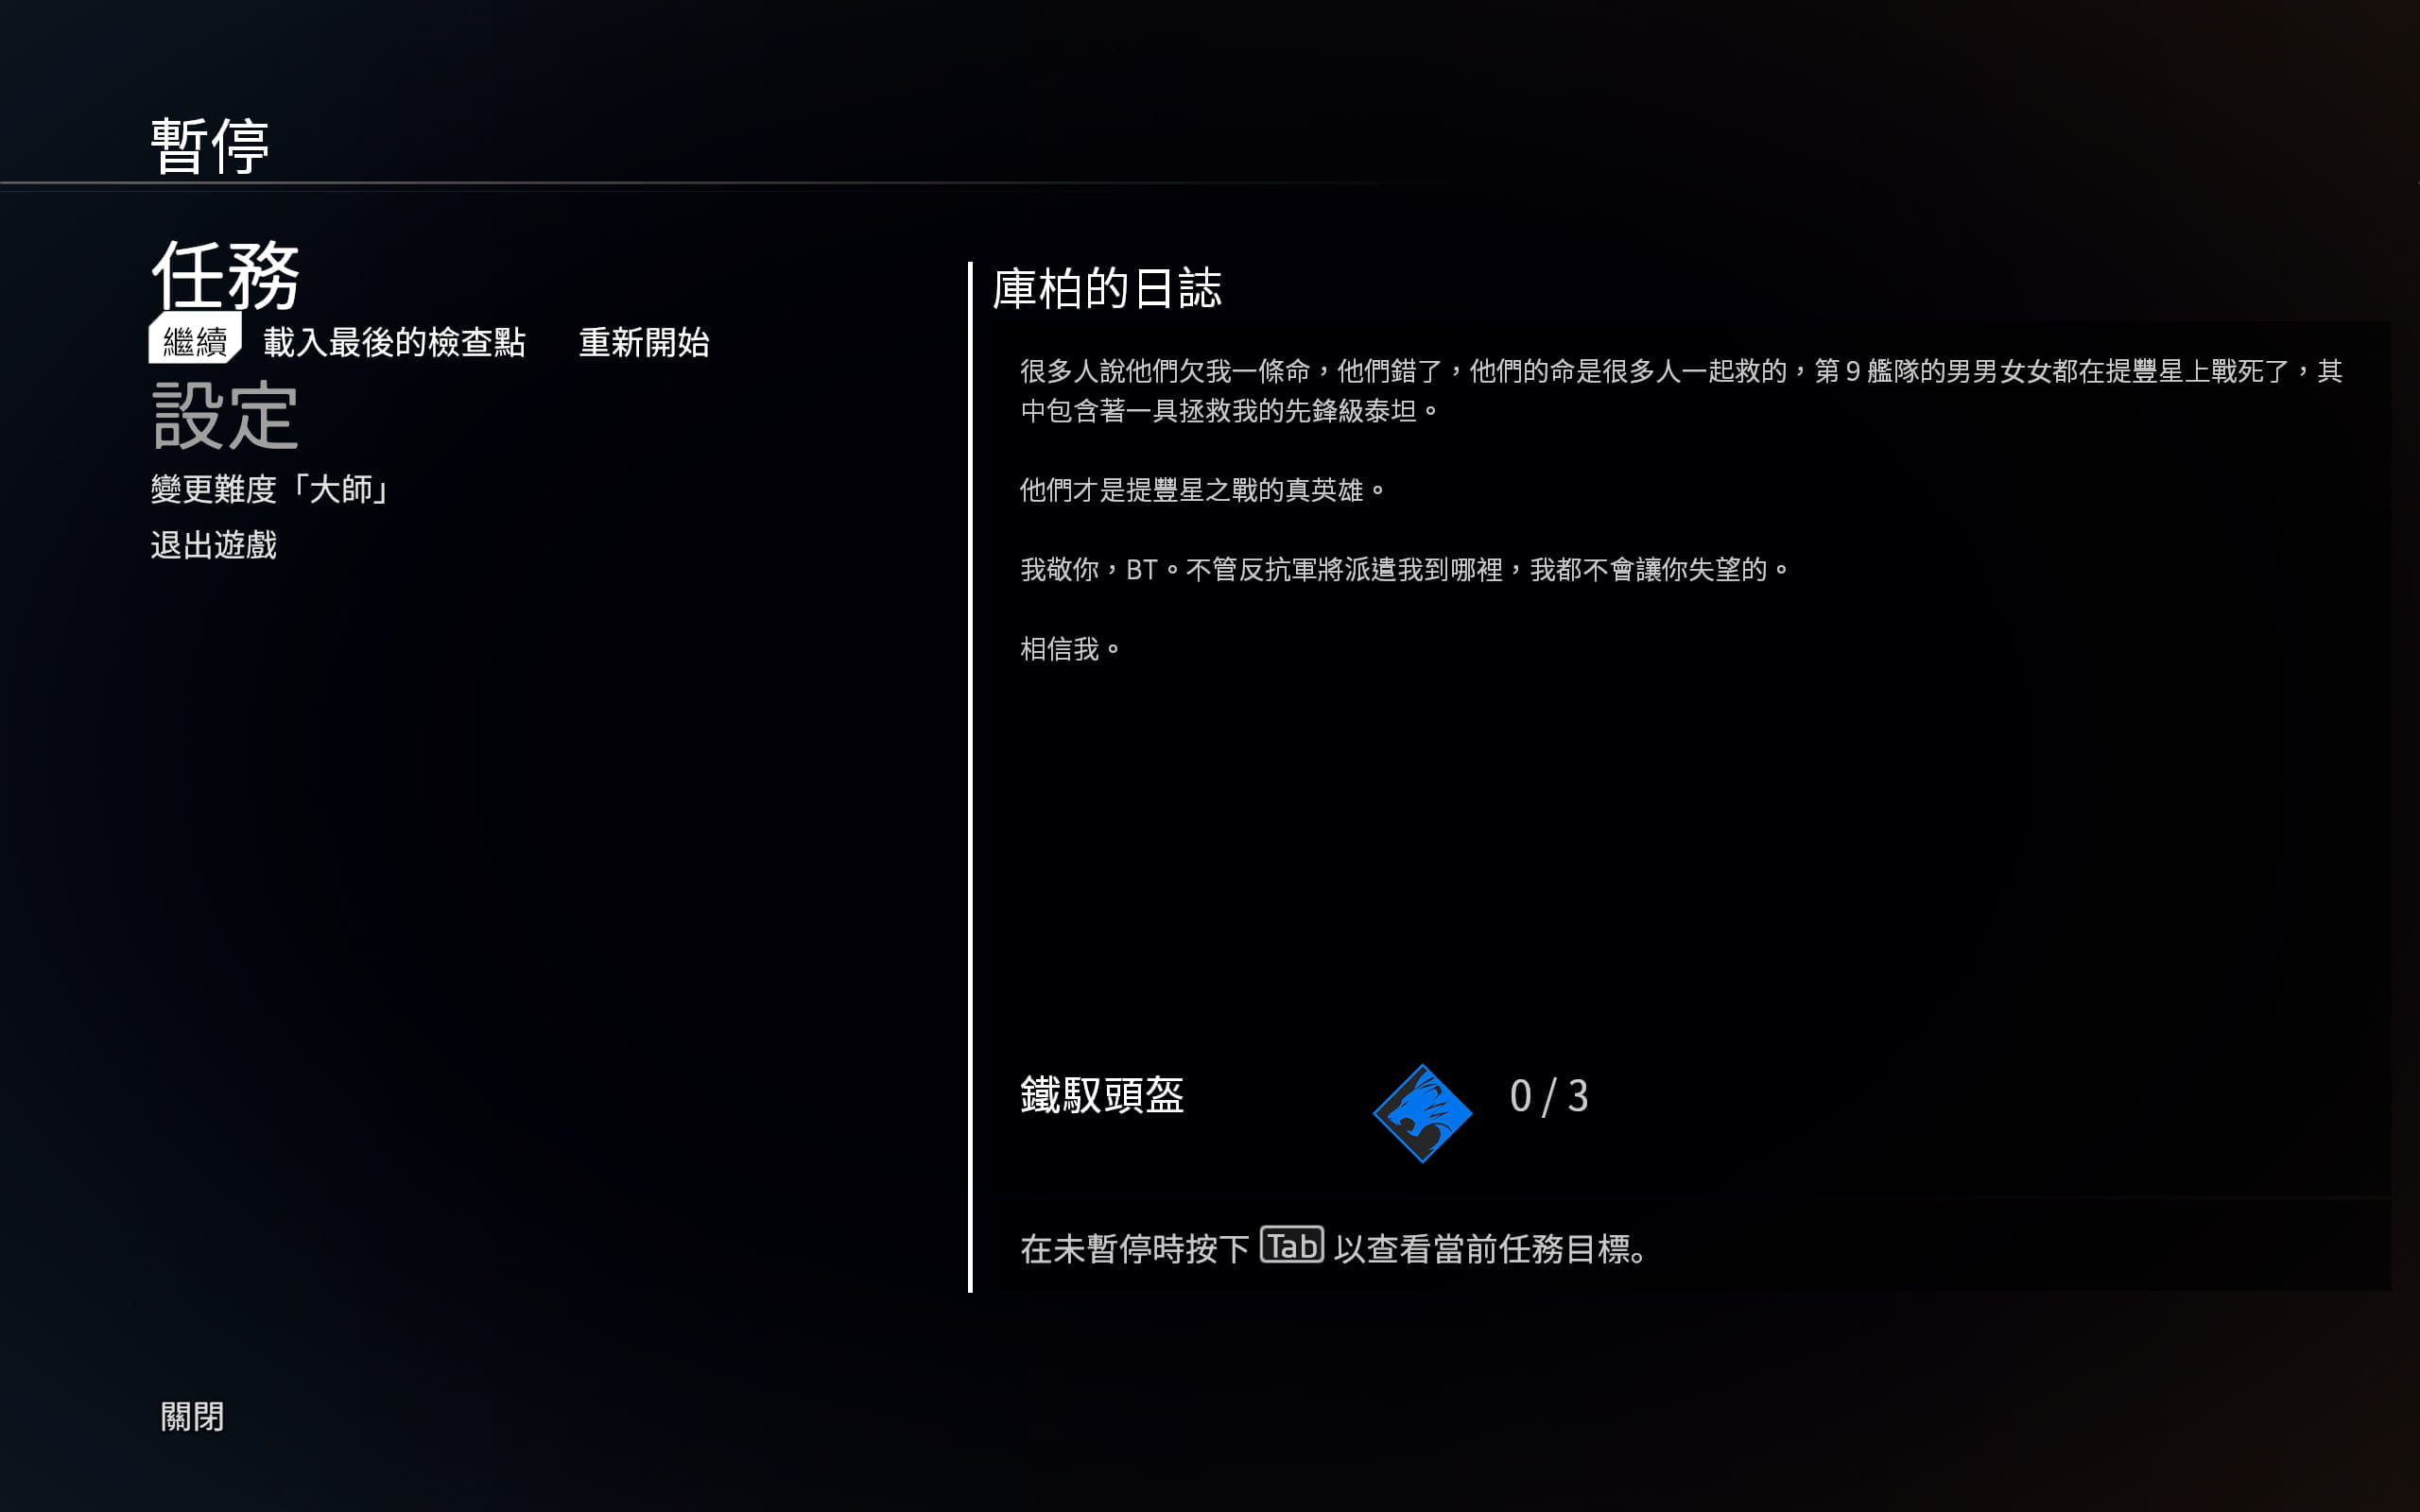 暫停
任務
繼續 載入最後的檢查點 重新開始
設定
變更難度「大師」
退出遊戲
庫柏的日誌
很多人說他們欠我一條命，他們錯了，他們的命是很多人一起救的，第 9 艦隊的男男女女都在提豐星上戰死了，其
中包含著一具拯救我的先鋒級泰坦。
他們才是提豐星之戰的真英雄。
我敬你，BT。不管反抗軍將派遣我到哪裡，我都不會讓你失望的。
相信我。
鐵馭頭盔 0 / 3
在未暫停時按下 Tab 以查看當前任務目標。
關閉